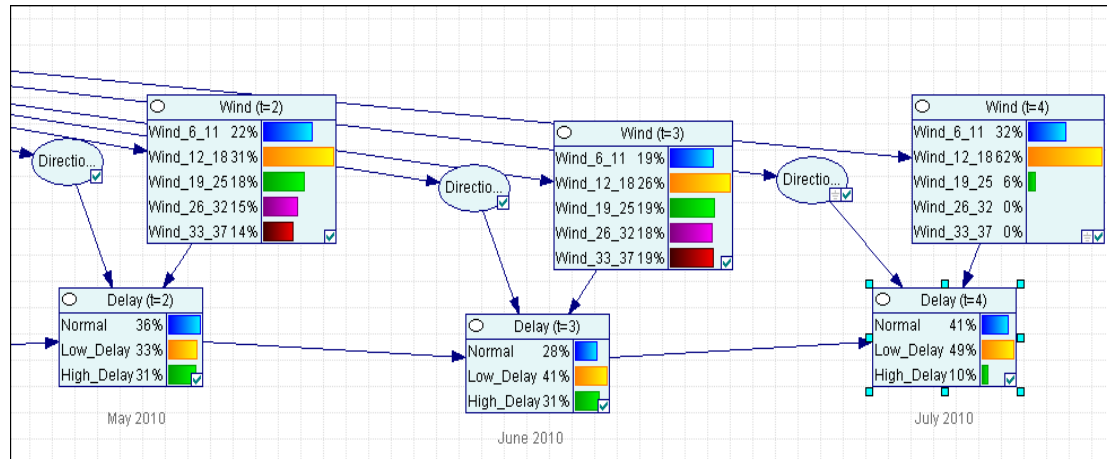 Wind (t=2)
Wind_6_11 22%
Wind_12_18 31%
Wind_19_25 18%
Wind_26_32 15%
Wind_33_37 14%
Directio...
Delay (t=2)
Normal 36%
Low_Delay 33%
High_Delay 31%
May 2010
Wind (t=3)
Wind_6_11 19%
Wind_12_18 26%
Wind_19_25 19%
Wind_26_32 18%
Wind_33_37 19%
Directio...
Delay (t=3)
Normal 28%
Low_Delay 41%
High_Delay 31%
June 2010
Wind (t=4)
Wind_6_11 32%
Wind_12_18 62%
Wind_19_25 6%
Wind_26_32 0%
Wind_33_37 0%
Directio...
Delay (t=4)
Normal 41%
Low_Delay 49%
High_Delay 10%
July 2010